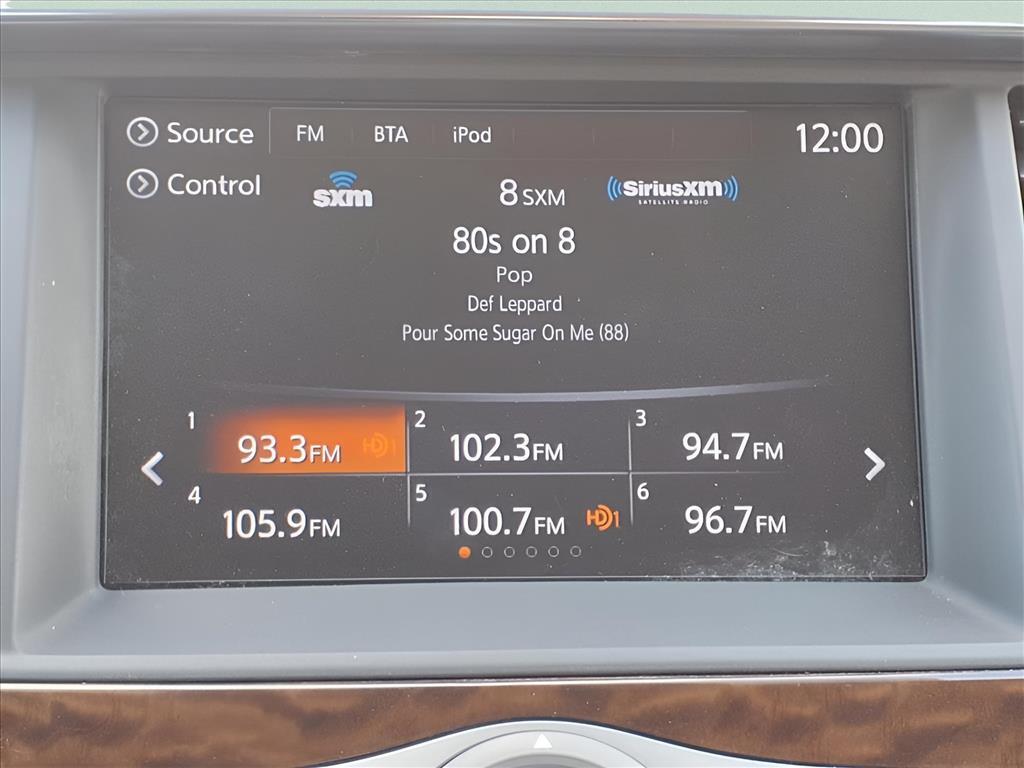 Source FM BTA iPod 12:00
Control sxm 8 SXM SiriusXM
SATELLITE RADIO
80s on 8
Pop
Def Leppard
Pour Some Sugar On Me (88)
1 93.3FM HD1 2 102.3FM 3 94.7FM
4 105.9FM 5 100.7FM HD1 6 96.7FM